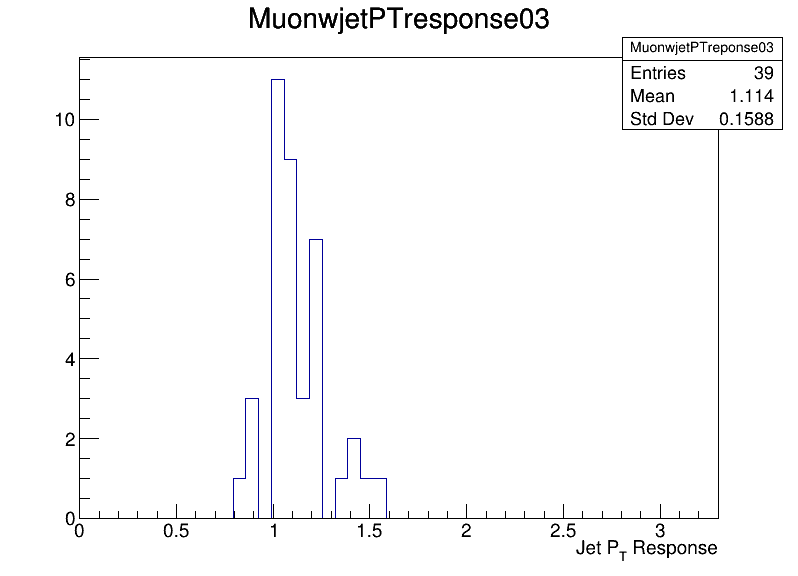 MuonwjetPTresponse03
MuonwjetPTreponse03
Entries 39
Mean 1.114
Std Dev 0.1588
10
8
6
4
2
0
0 0.5 1 1.5 2 2.5 3
Jet P_T Response